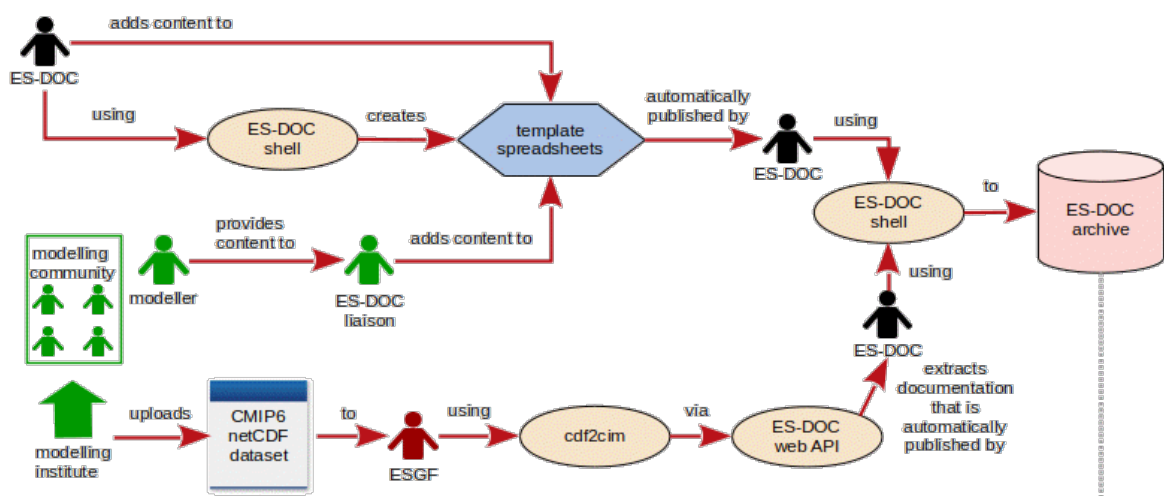 adds content to
ES-DOC
using
ES-DOC
shell
creates
template
spreadsheets
automatically
published by
ES-DOC
using
ES-DOC
shell
to
ES-DOC
archive
modelling
community
modeller
provides
content to
ES-DOC
liaison
adds content to
using
ES-DOC
extracts
documentation
that is
automatically
published by
modelling
institute
uploads
CMIP6
netCDF
dataset
to
ESGF
using
cdf2cim
via
ES-DOC
web API